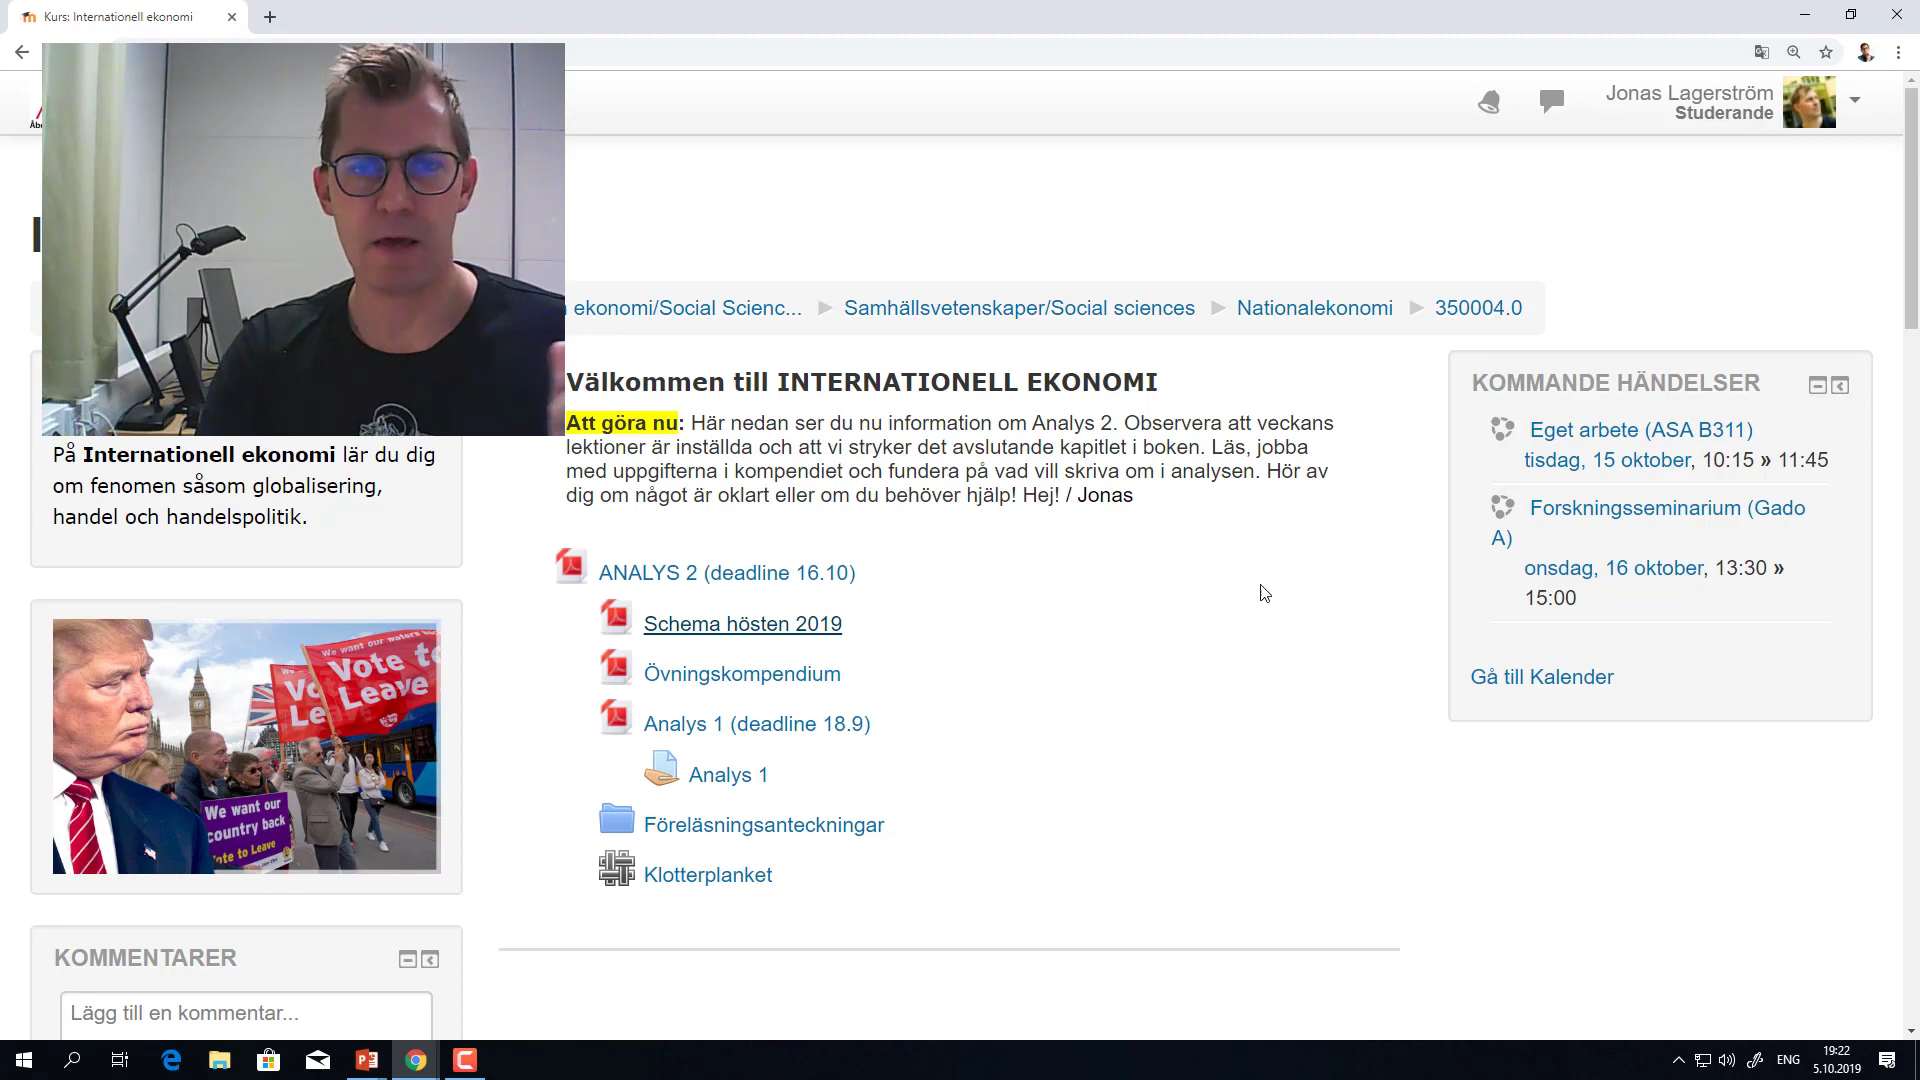 Kurs: Internationell ekonomi
Jonas Lagerström
Studerande
ekonomi/Social Scienc...
Samhällsvetenskaper/Social sciences
Nationalekonomi
350004.0
På Internationell ekonomi lär du dig
om fenomen såsom globalisering,
handel och handelspolitik.
Vote to
Leave
We want our
country back
Vote to Leave
KOMMENTARER
Lägg till en kommentar...
Välkommen till INTERNATIONELL EKONOMI
Att göra nu: Här nedan ser du nu information om Analys 2. Observera att veckans
lektioner är inställda och att vi stryker det avslutande kapitlet i boken. Läs, jobba
med uppgifterna i kompendiet och fundera på vad vill skriva om i analysen. Hör av
dig om något är oklart eller om du behöver hjälp! Hej! / Jonas
ANALYS 2 (deadline 16.10)
Schema hösten 2019
Övningskompendium
Analys 1 (deadline 18.9)
Analys 1
Föreläsningsanteckningar
Klotterplanket
KOMMANDE HÄNDELSER
Eget arbete (ASA B311)
tisdag, 15 oktober, 10:15 » 11:45
Forskningsseminarium (Gado
A)
onsdag, 16 oktober, 13:30 »
15:00
Gå till Kalender
ENG
19:22
5.10.2019